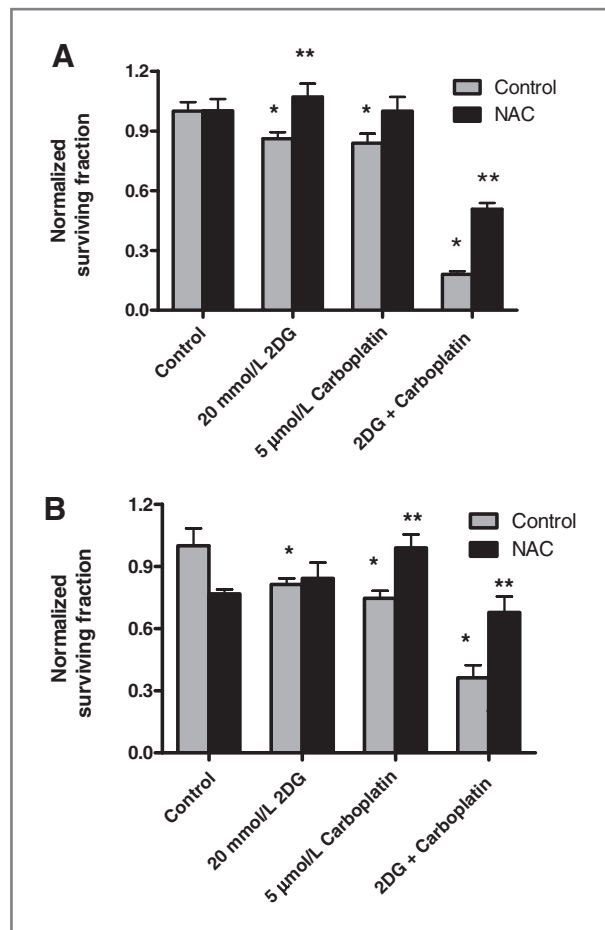 A
1.2
0.9
0.6
0.3
0.0
Normalized
surviving fraction
*
**
*
*
**
Control
NAC
Control
20 mmol/L 2DG
5 µmol/L Carboplatin
2DG + Carboplatin
B
1.2
0.9
0.6
0.3
0.0
Normalized
surviving fraction
*
*
**
*
**
Control
NAC
Control
20 mmol/L 2DG
5 µmol/L Carboplatin
2DG + Carboplatin